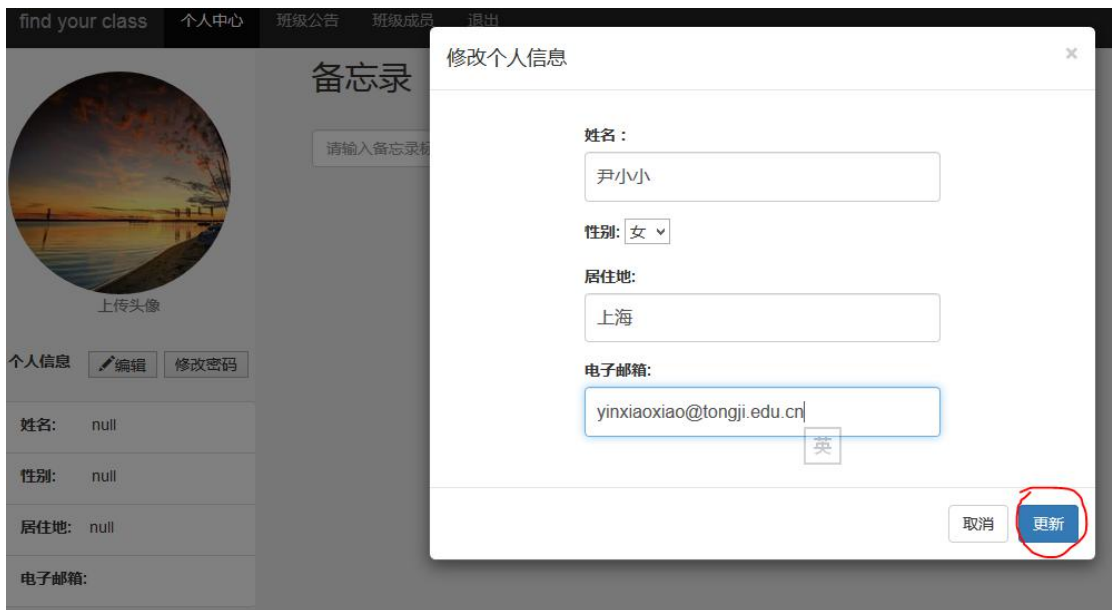 find your class 个人中心 班级公告 班级成员 退出
上传头像
个人信息 编辑 修改密码
姓名: null
性别: null
居住地: null
电子邮箱:
备忘录
请输入备忘录标
修改个人信息 ×
姓名：
尹小小
性别: 女
居住地:
上海
电子邮箱:
yinxiaoxiao@tongji.edu.cn
英
取消 更新